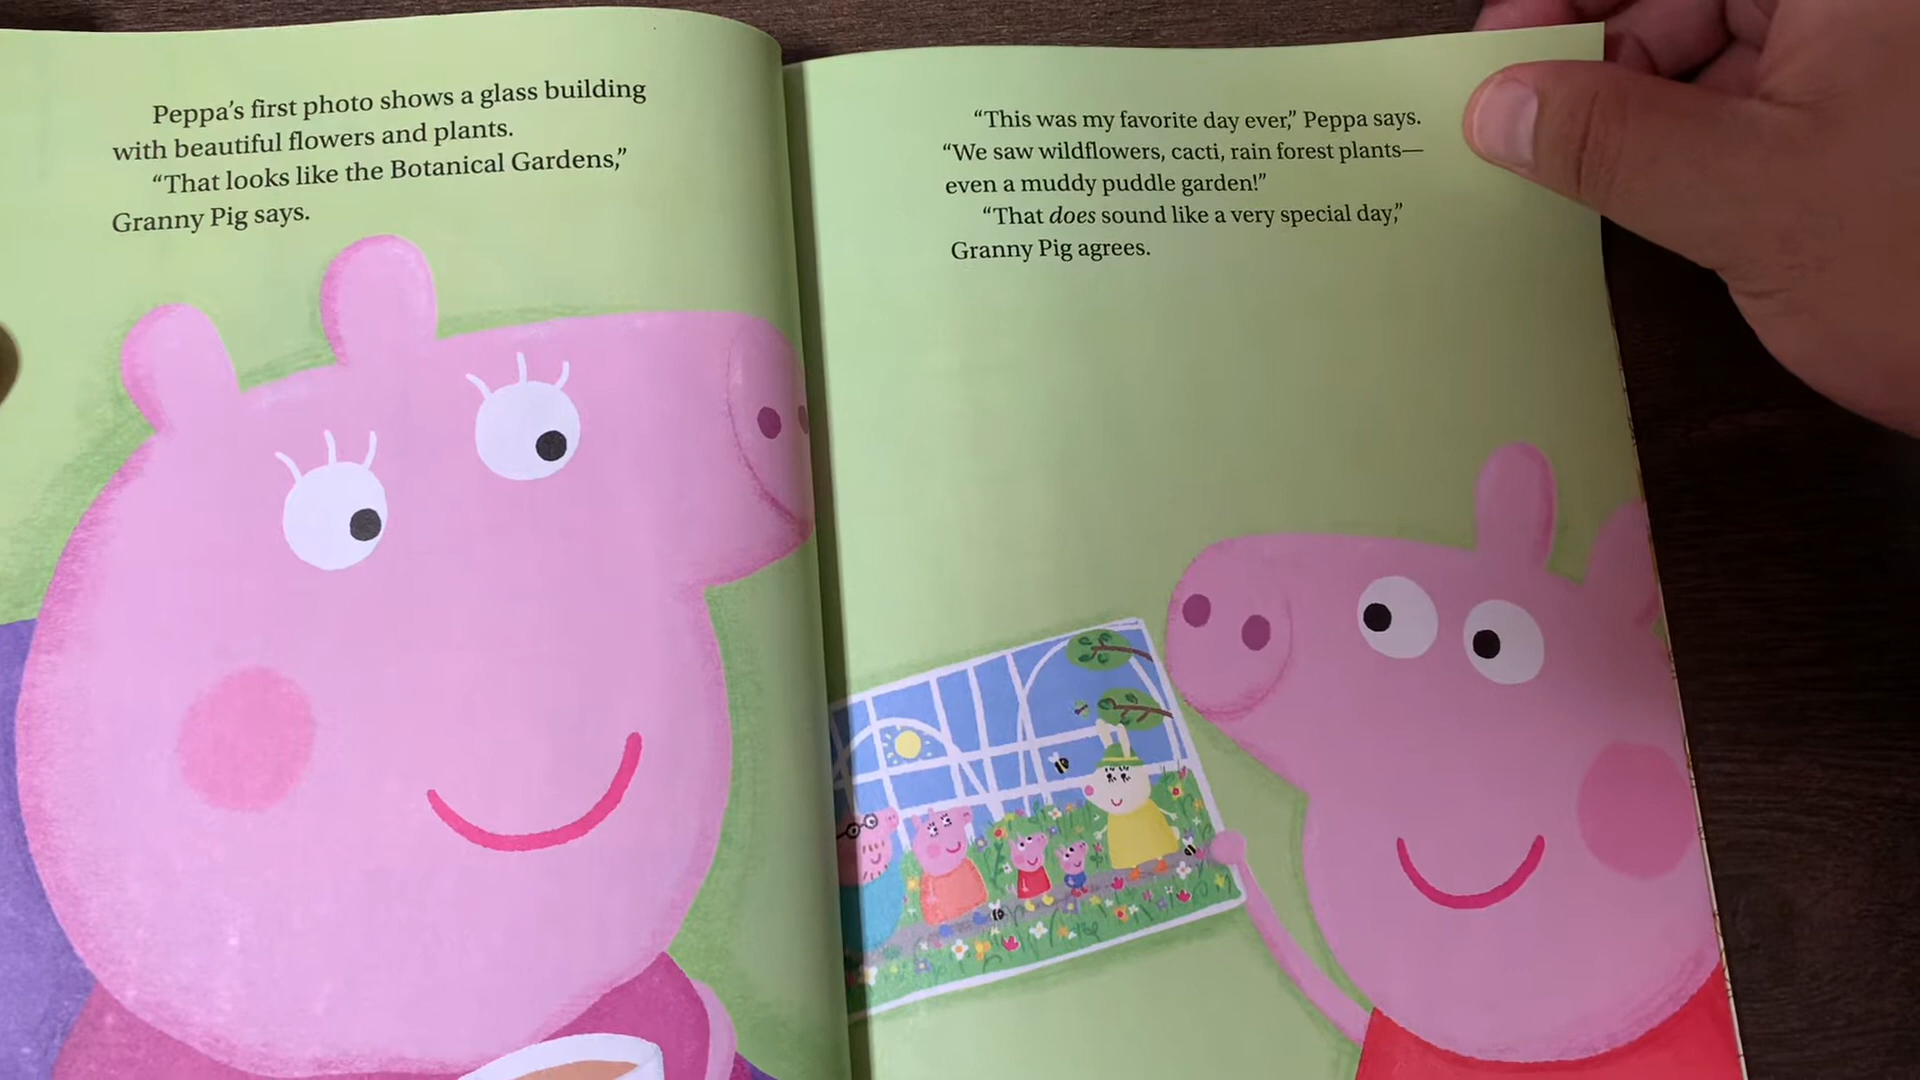 Peppa’s first photo shows a glass building
with beautiful flowers and plants.
“That looks like the Botanical Gardens,”
Granny Pig says.
“This was my favorite day ever,” Peppa says.
“We saw wildflowers, cacti, rain forest plants—
even a muddy puddle garden!”
“That does sound like a very special day,”
Granny Pig agrees.